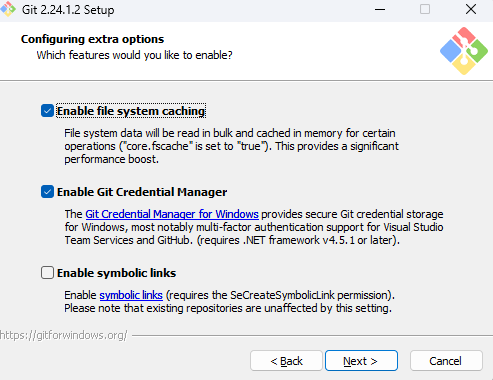 Git 2.24.1.2 Setup
Configuring extra options
Which features would you like to enable?
Enable file system caching
File system data will be read in bulk and cached in memory for certain
operations ("core.fscache" is set to "true"). This provides a significant
performance boost.
Enable Git Credential Manager
The Git Credential Manager for Windows provides secure Git credential storage
for Windows, most notably multi-factor authentication support for Visual Studio
Team Services and GitHub. (requires .NET framework v4.5.1 or later).
Enable symbolic links
Enable symbolic links (requires the SeCreateSymbolicLink permission).
Please note that existing repositories are unaffected by this setting.
https://gitforwindows.org/
< Back
Next >
Cancel